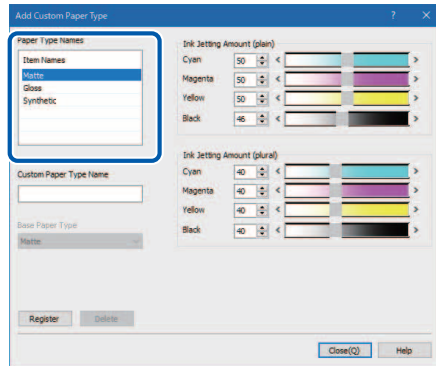 Add Custom Paper Type ? ×
Paper Type Names
Item Names
Matte
Gloss
Synthetic
Custom Paper Type Name
Base Paper Type
Matte
Register Delete
Ink Jetting Amount (plain)
Cyan 50 < >
Magenta 50 < >
Yellow 50 < >
Black 46 < >
Ink Jetting Amount (plural)
Cyan 40 < >
Magenta 40 < >
Yellow 40 < >
Black 40 < >
Close(Q) Help